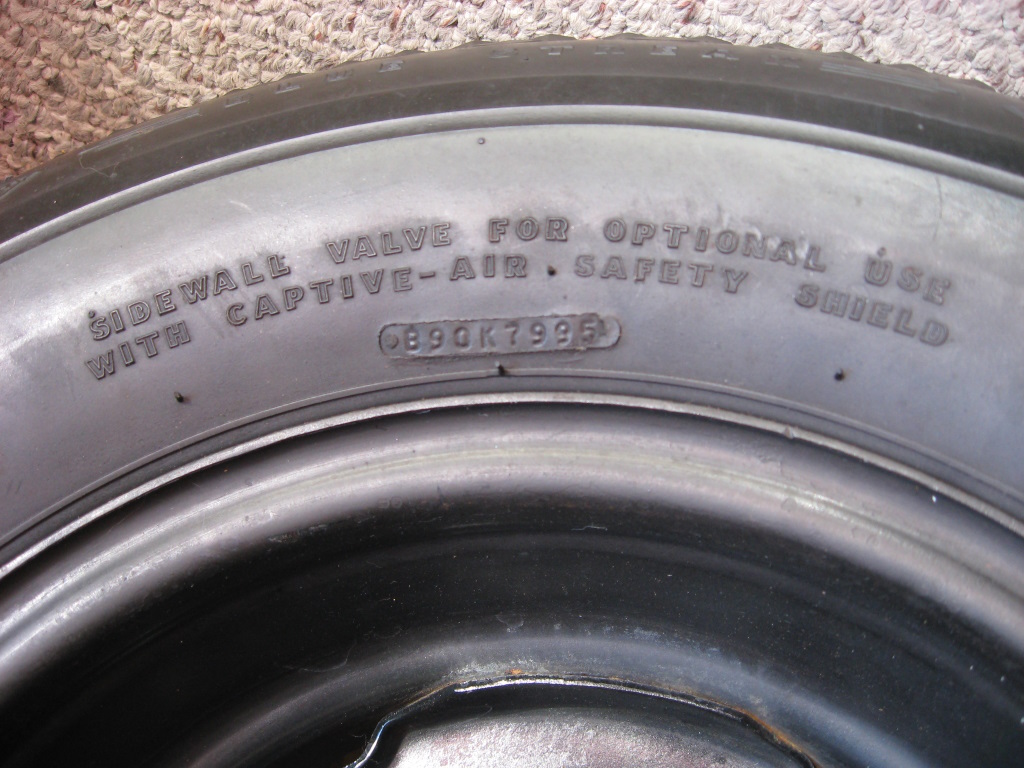 SIDEWALL VALVE FOR OPTIONAL USE
WITH CAPTIVE-AIR SAFETY SHIELD
B90K7995